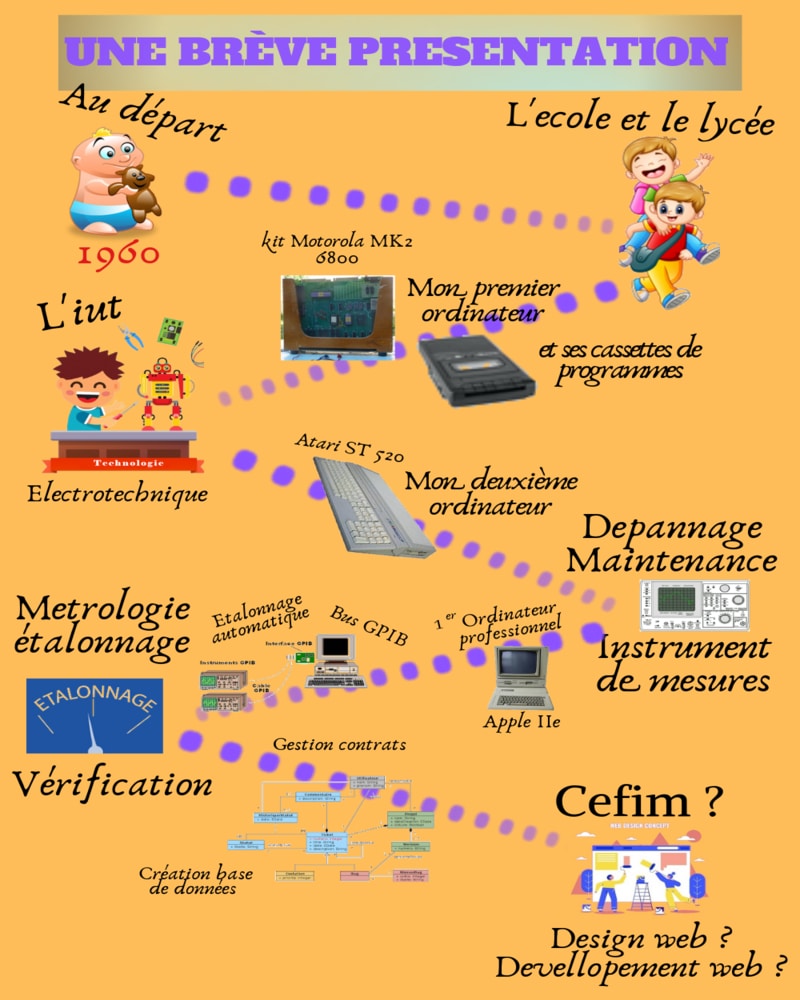 UNE BRÈVE PRESENTATION
Au départ
L'ecole et le lycée
1960
kit Motorola MK2
6800
Mon premier
ordinateur
et ses cassettes de
programmes
L'iut
Technologie
Electrotechnique
Atari ST 520
Mon deuxième
ordinateur
Depannage
Maintenance
Instrument
de mesures
1er Ordinateur
professionnel
Apple IIe
Bus GPIB
Etalonnage
automatique
Interface GPIB
Instruments GPIB
Cable
GPIB
Metrologie
étalonnage
ETALONNAGE
Vérification
Gestion contrats
Création base
de données
Cefim ?
WEB DESIGN CONCEPT
Design web ?
Devellopement web ?